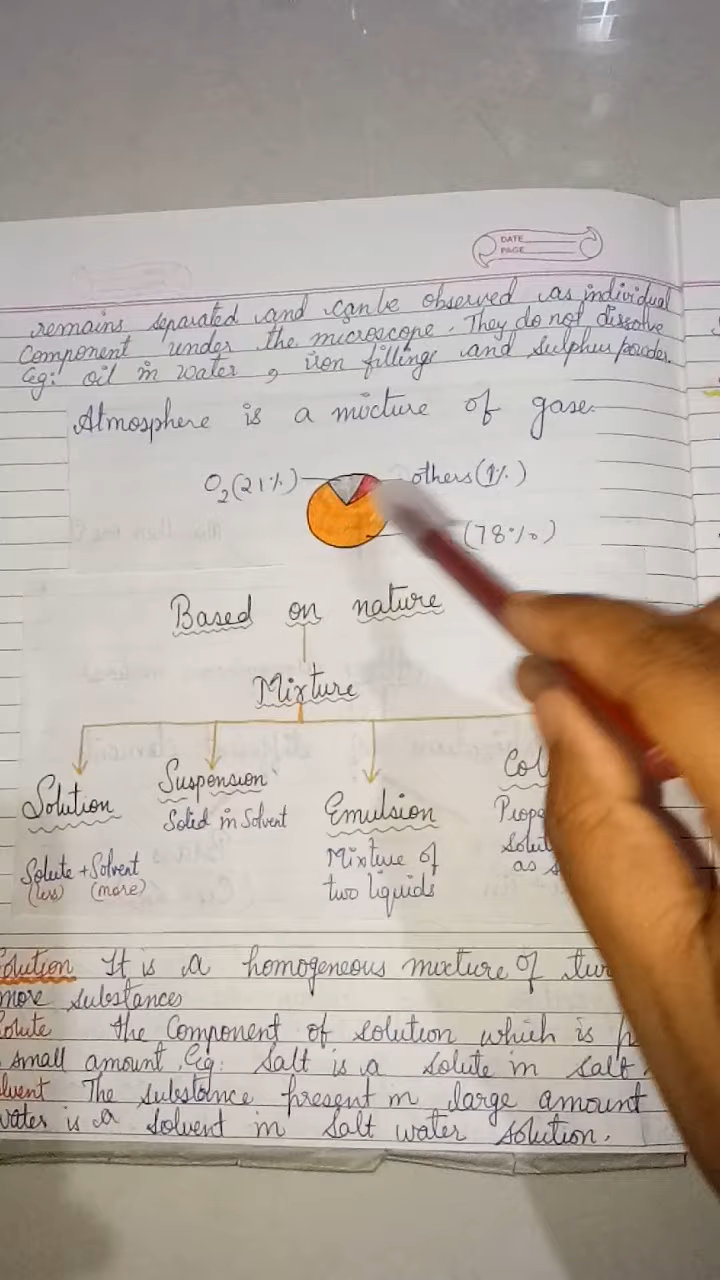 DATE
PAGE
remains separated and can be observed as individual
component under the microscope. They do not dissolve
Eg: oil in water, iron fillings and sulphur powder.
Atmosphere is a mixture of gase.
O2(21%) others(1%)
(78%)
Based on nature
Mixture
Solution Suspension Emulsion
Solid in Solvent
Solute + Solvent Mixture of
(less) (more) two liquids
as
It is a homogeneous mixture of
more substances
the component of solution which is
small amount. Eg: Salt is a solute in salt
The substance present in large amount
water is a solvent in salt water solution.